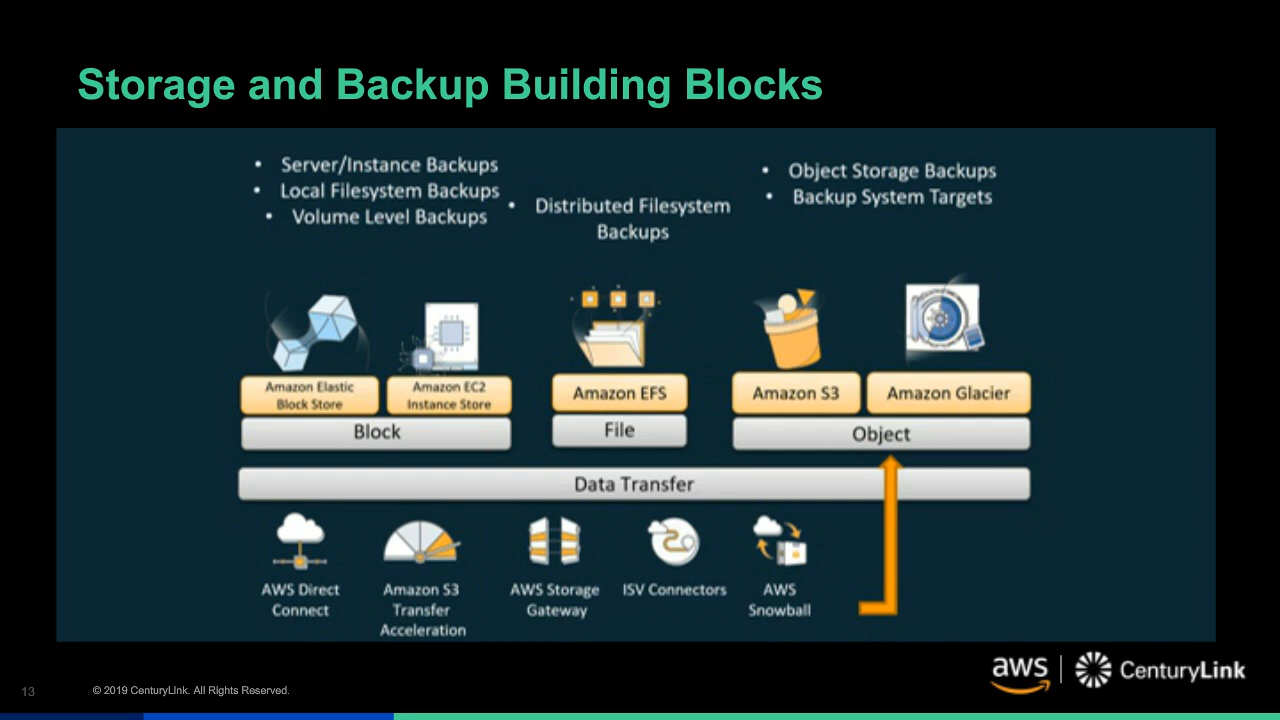 Storage and Backup Building Blocks
• Server/Instance Backups
• Local Filesystem Backups
• Volume Level Backups
• Distributed Filesystem
Backups
• Object Storage Backups
• Backup System Targets
Amazon Elastic
Block Store
Amazon EC2
Instance Store
Amazon EFS
Amazon S3
Amazon Glacier
Block
File
Object
Data Transfer
AWS Direct
Connect
Amazon S3
Transfer
Acceleration
AWS Storage
Gateway
ISV Connectors
AWS
Snowball
13
© 2019 CenturyLInk. All Rights Reserved.
aws
CenturyLink